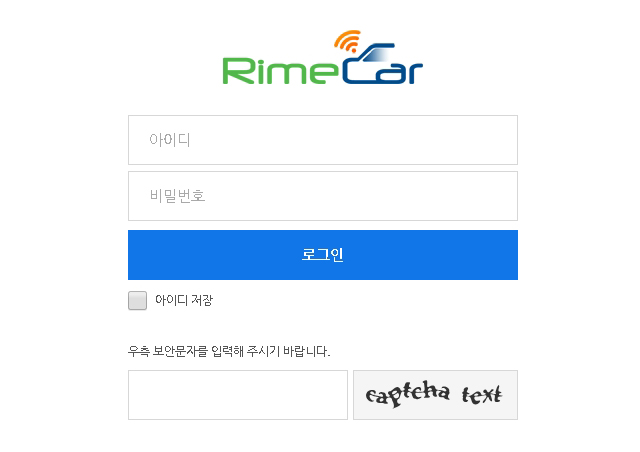 RimeCar
아이디
비밀번호
로그인
아이디 저장
우측 보안문자를 입력해 주시기 바랍니다.
captcha text